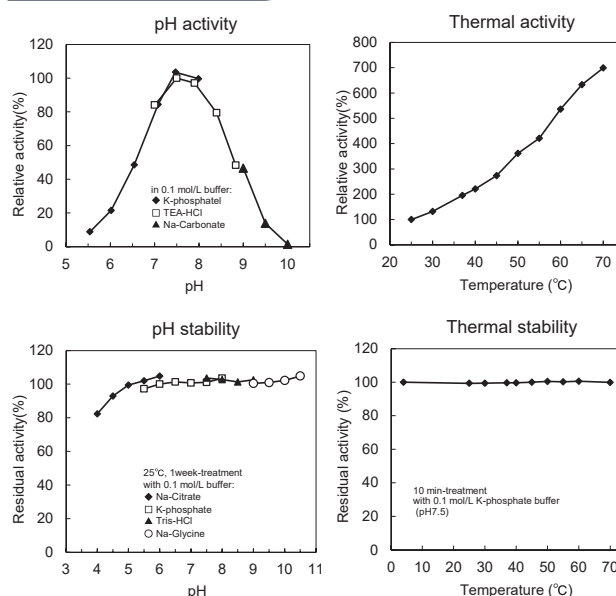 pH activity
120
100
80
60
40
20
0
5
6
7
8
9
10
Relative activity(%)
in 0.1 mol/L buffer:
K-phosphatel
TEA-HCl
Na-Carbonate
pH
Thermal activity
800
700
600
500
400
300
200
100
0
20
30
40
50
60
70
Relative activity(%)
Temperature (°C)
pH stability
120
100
80
60
40
20
0
3
4
5
6
7
8
9
10
11
Residual activity(%)
25°C, 1week-treatment
with 0.1 mol/L buffer:
Na-Citrate
K-phosphate
Tris-HCl
Na-Glycine
pH
Thermal stability
120
100
80
60
40
20
0
0
10
20
30
40
50
60
70
Residual activity (%)
10 min-treatment
with 0.1 mol/L K-phosphate buffer
(pH7.5)
Temperature (°C)